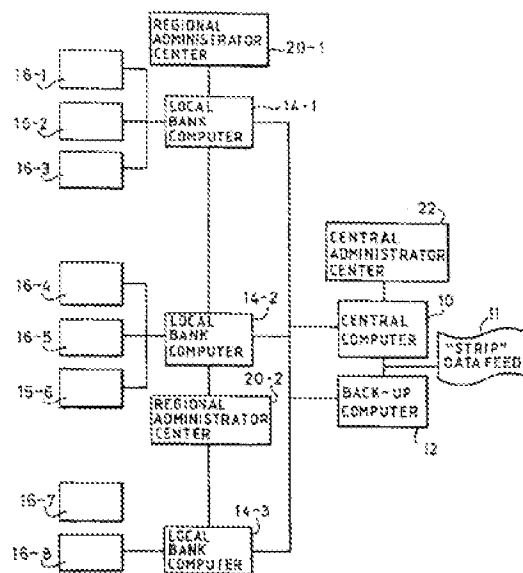 REGIONAL
ADMINISTRATOR
CENTER
20-1
16-1
LOCAL
BANK
COMPUTER
14-1
16-2
16-3
22
CENTRAL
ADMINISTRATOR
CENTER
16-4
14-2
10
11
16-5
LOCAL
BANK
COMPUTER
CENTRAL
COMPUTER
"STRIP"
DATA FEED
16-6
20-2
BACK-UP
COMPUTER
REGIONAL
ADMINISTRATOR
CENTER
12
16-7
14-3
16-8
LOCAL
BANK
COMPUTER